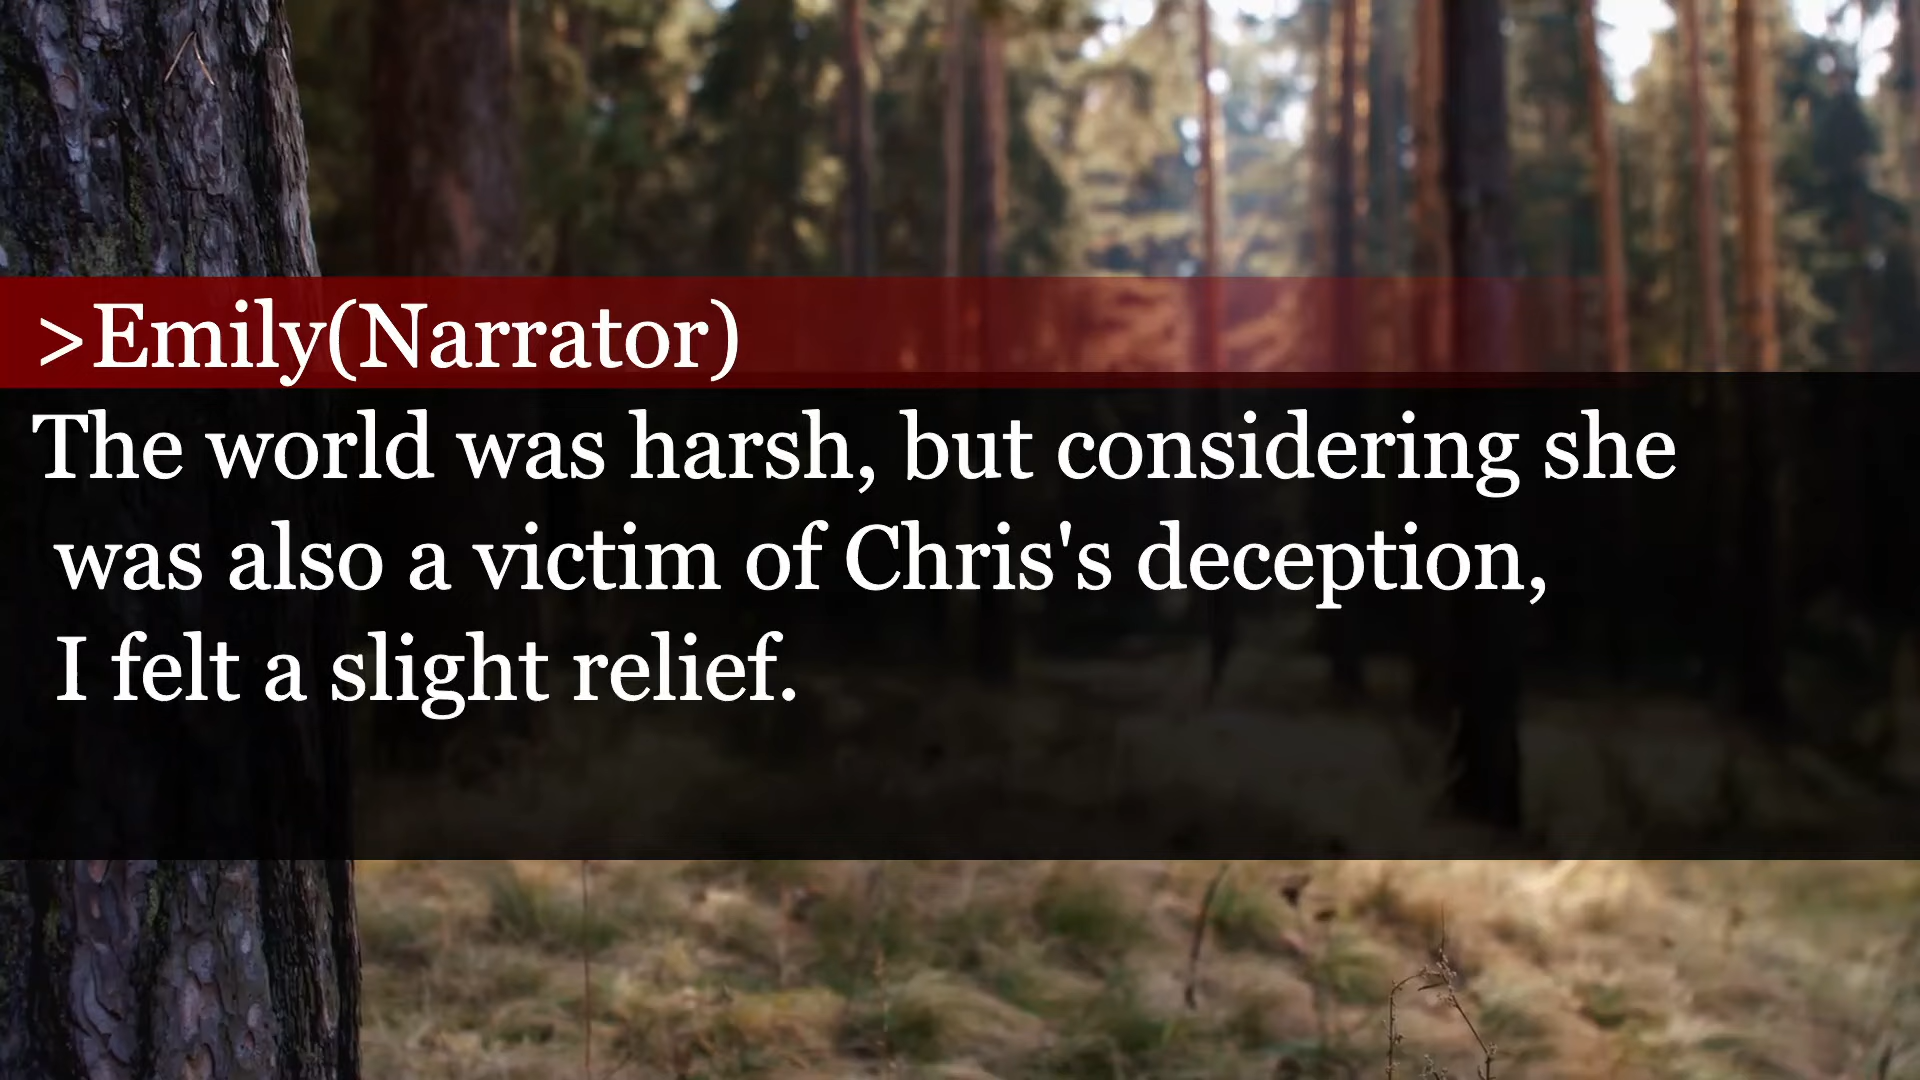 >Emily(Narrator)
The world was harsh, but considering she
was also a victim of Chris's deception,
I felt a slight relief.